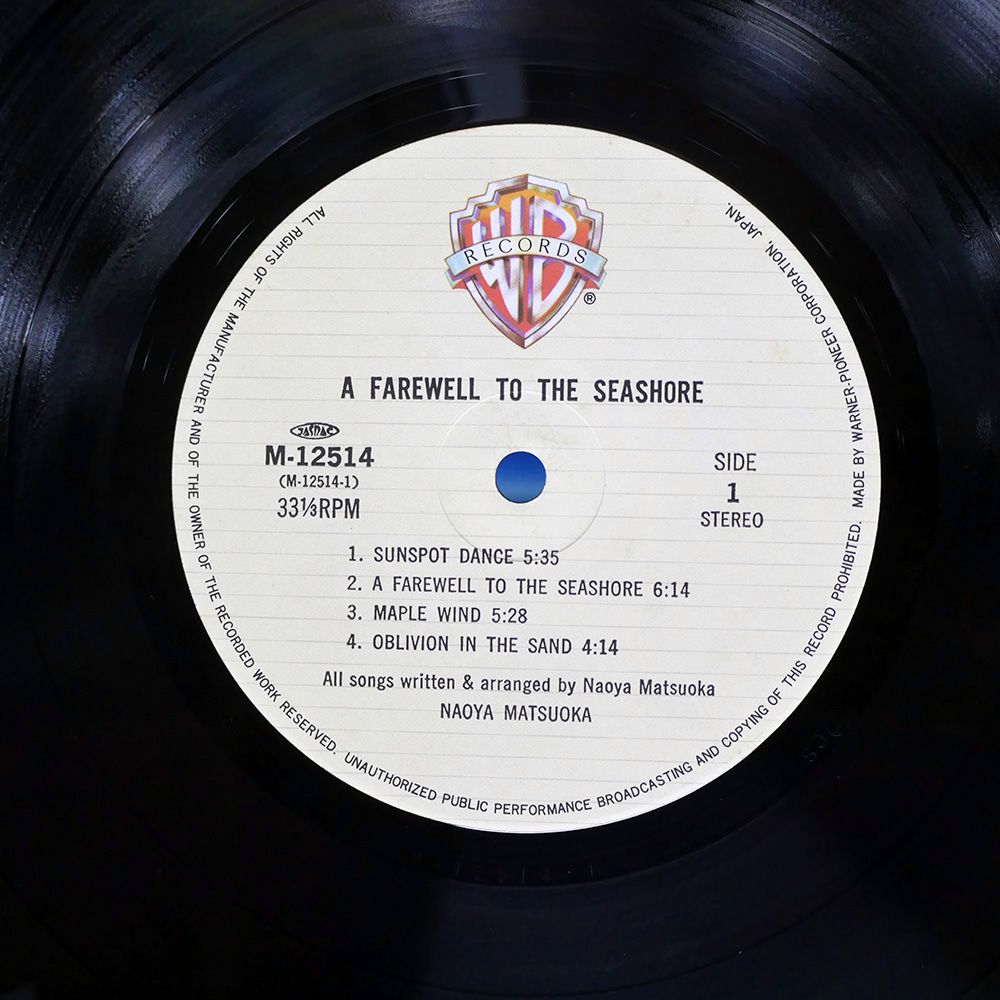 WB
RECORDS
®
A FAREWELL TO THE SEASHORE
JASRAC
M-12514
(M-12514-1)
33⅓RPM
SIDE
1
STEREO
1. SUNSPOT DANCE 5:35
2. A FAREWELL TO THE SEASHORE 6:14
3. MAPLE WIND 5:28
4. OBLIVION IN THE SAND 4:14
All songs written & arranged by Naoya Matsuoka
NAOYA MATSUOKA
ALL RIGHTS OF THE MANUFACTURER AND OF THE OWNER OF THE RECORDED WORK RESERVED. UNAUTHORIZED PUBLIC PERFORMANCE BROADCASTING AND COPYING OF THIS RECORD PROHIBITED. MADE BY WARNER-PIONEER CORPORATION, JAPAN.